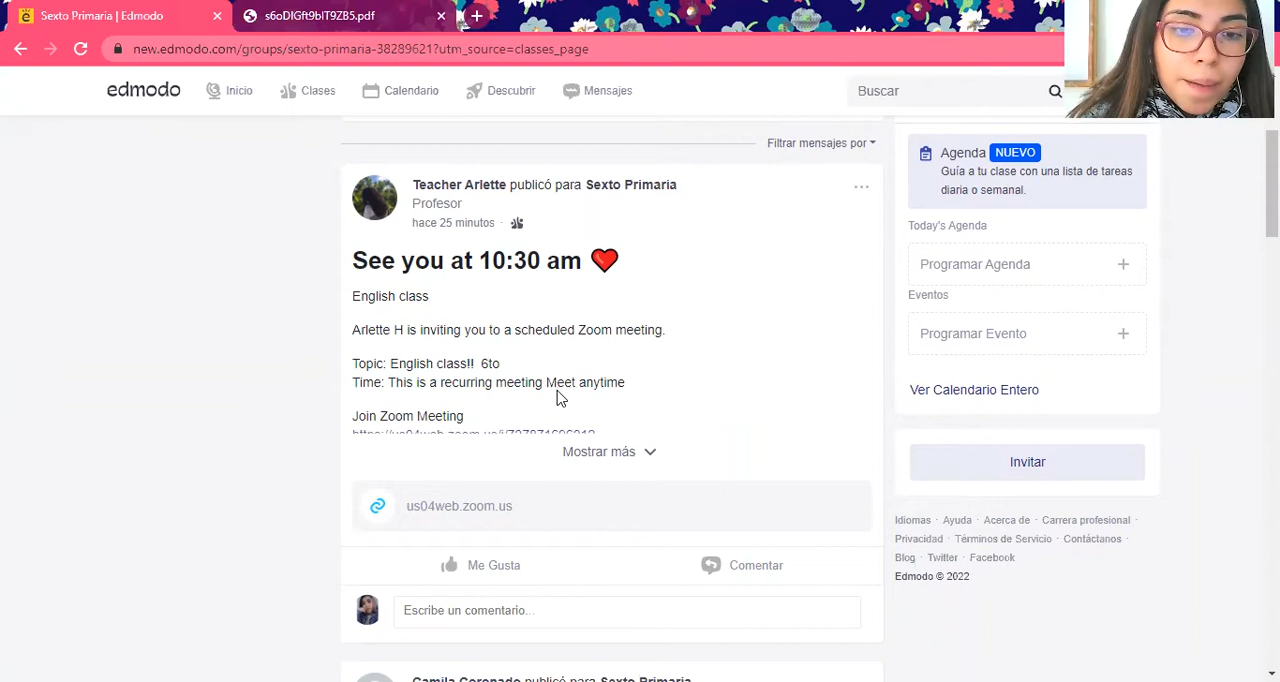 Sexto Primaria | Edmodo
s6oDIGft9blT9ZB5.pdf
new.edmodo.com/groups/sexto-primaria-38289621?utm_source=classes_page
edmodo Inicio Clases Calendario Descubrir Mensajes Buscar
Filtrar mensajes por
Teacher Arlette publicó para Sexto Primaria
Profesor
hace 25 minutos ·
See you at 10:30 am ❤️
English class
Arlette H is inviting you to a scheduled Zoom meeting.
Topic: English class!! 6to
Time: This is a recurring meeting Meet anytime
Join Zoom Meeting
Mostrar más
us04web.zoom.us
Me Gusta Comentar
Escribe un comentario...
Camila Coronado publicó para Sexto Primaria
Agenda NUEVO
Guía a tu clase con una lista de tareas
diaria o semanal.
Today's Agenda
Programar Agenda +
Eventos
Programar Evento +
Ver Calendario Entero
Invitar
Idiomas · Ayuda · Acerca de · Carrera profesional ·
Privacidad · Términos de Servicio · Contáctanos ·
Blog · Twitter · Facebook
Edmodo © 2022